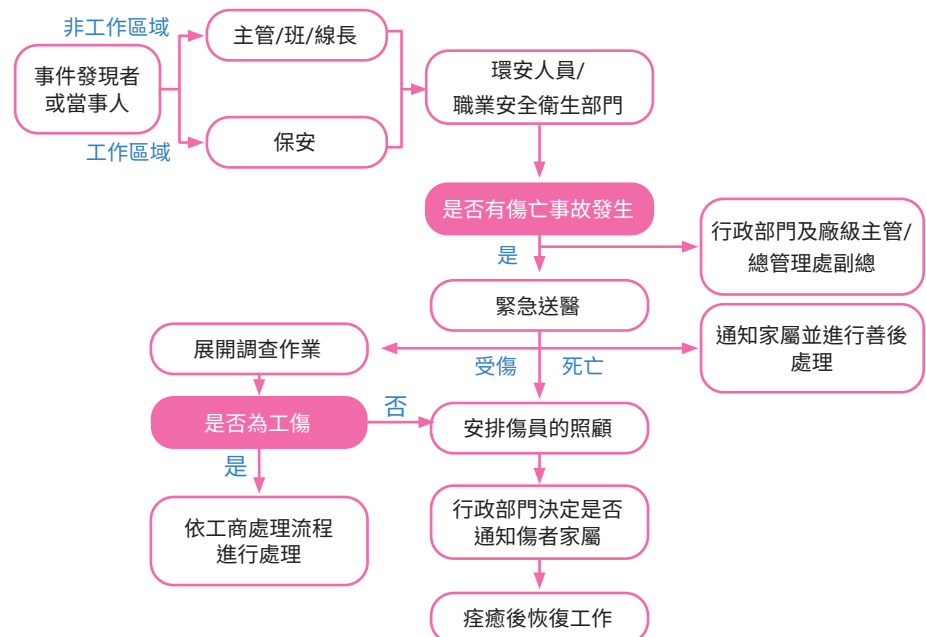 非工作區域
主管/班/線長
事件發現者
或當事人
環安人員/
職業安全衛生部門
保安
工作區域
是否有傷亡事故發生
行政部門及廠級主管/
總管理處副總
是
緊急送醫
展開調查作業
通知家屬並進行善後
處理
受傷
死亡
是否為工傷
否
安排傷員的照顧
是
依工商處理流程
進行處理
行政部門決定是否
通知傷者家屬
痊癒後恢復工作